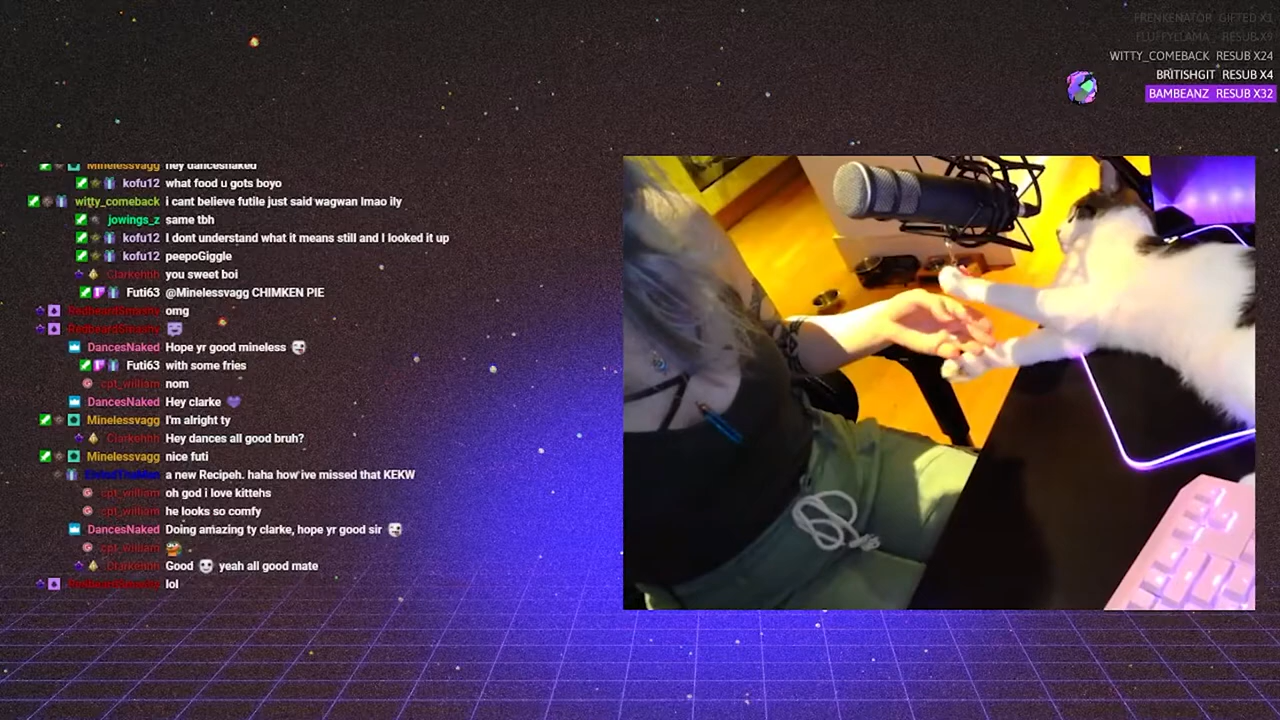 FRENKENATOR GIFTED X1
FLUFFYLLAMA_ RESUB X9
WITTY_COMEBACK RESUB X24
BRITISHGIT RESUB X4
BAMBEANZ RESUB X32
Minelessvagg hey dancesnaked
kofu12 what food u gots boyo
witty_comeback i cant believe futile just said wagwan lmao ily
jowings_z same tbh
kofu12 I dont understand what it means still and I looked it up
kofu12 peepoGiggle
Clarkehhh you sweet boi
Futi63 @Minelessvagg CHIMKEN PIE
omg
DancesNaked Hope yr good mineless
Futi63 with some fries
cpt_william nom
DancesNaked Hey clarke
Minelessvagg I'm alright ty
Clarkehhh Hey dances all good bruh?
Minelessvagg nice futi
a new Recipeh. haha how ive missed that KEKW
cpt_william oh god i love kittehs
cpt_william he looks so comfy
DancesNaked Doing amazing ty clarke, hope yr good sir
cpt_william
Clarkehhh Good yeah all good mate
lol